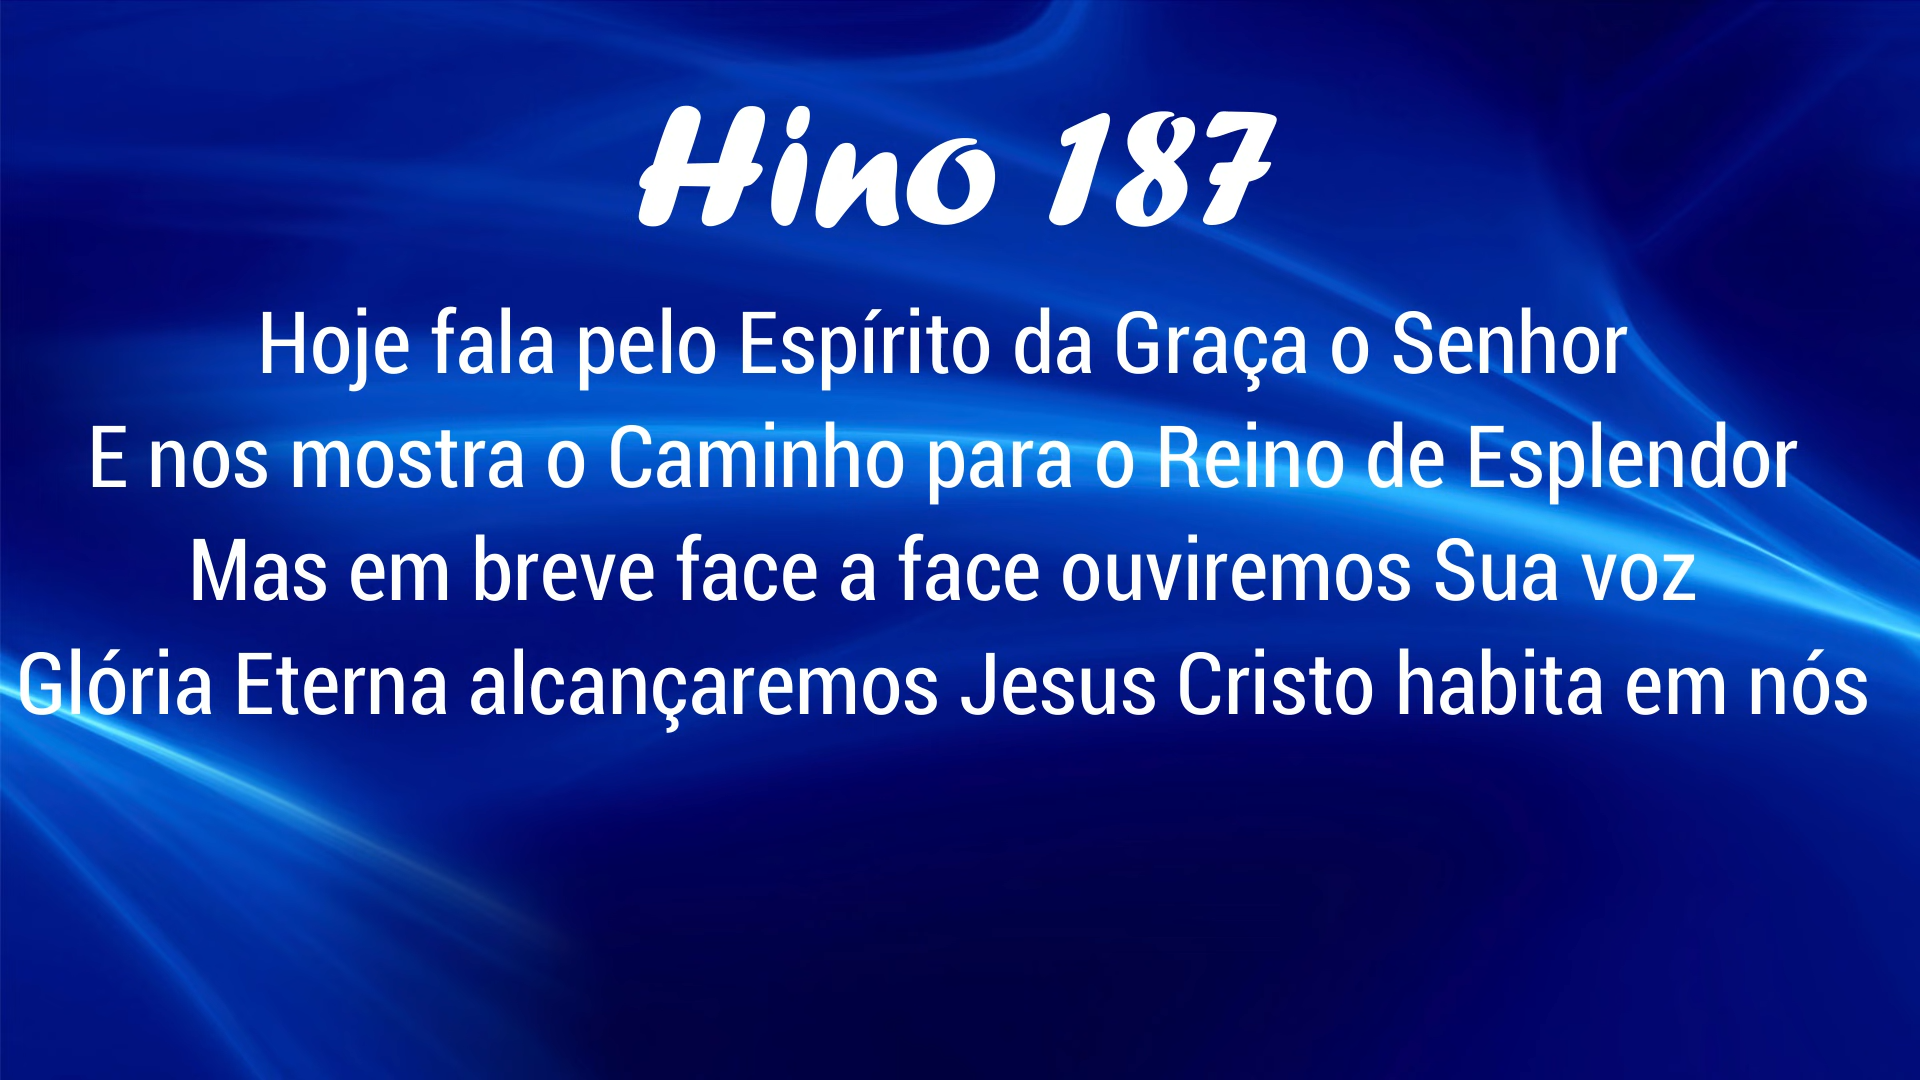 Hino 187
Hoje fala pelo Espírito da Graça o Senhor
E nos mostra o Caminho para o Reino de Esplendor
Mas em breve face a face ouviremos Sua voz
Glória Eterna alcançaremos Jesus Cristo habita em nós